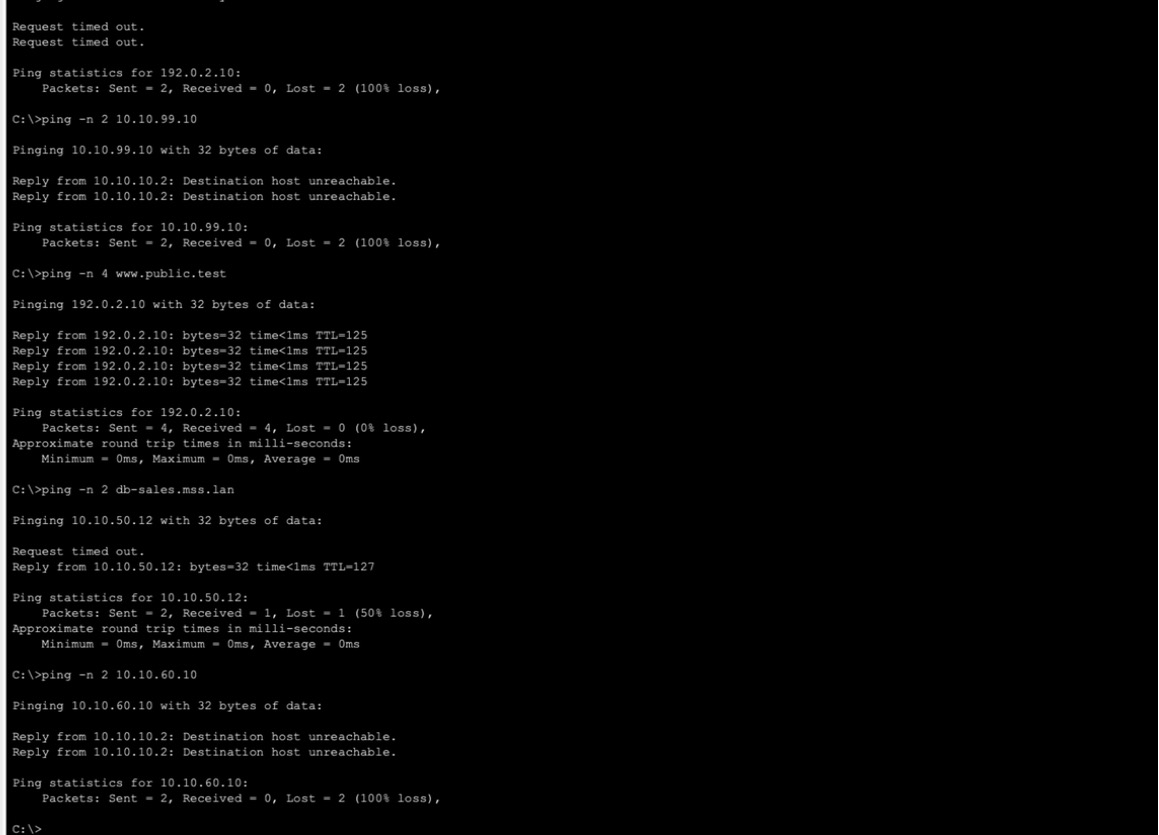 Request timed out.
Request timed out.
Ping statistics for 192.0.2.10:
Packets: Sent = 2, Received = 0, Lost = 2 (100% loss),
C:\>ping -n 2 10.10.99.10
Pinging 10.10.99.10 with 32 bytes of data:
Reply from 10.10.10.2: Destination host unreachable.
Reply from 10.10.10.2: Destination host unreachable.
Ping statistics for 10.10.99.10:
Packets: Sent = 2, Received = 0, Lost = 2 (100% loss),
C:\>ping -n 4 www.public.test
Pinging 192.0.2.10 with 32 bytes of data:
Reply from 192.0.2.10: bytes=32 time<1ms TTL=125
Reply from 192.0.2.10: bytes=32 time<1ms TTL=125
Reply from 192.0.2.10: bytes=32 time<1ms TTL=125
Reply from 192.0.2.10: bytes=32 time<1ms TTL=125
Ping statistics for 192.0.2.10:
Packets: Sent = 4, Received = 4, Lost = 0 (0% loss),
Approximate round trip times in milli-seconds:
Minimum = 0ms, Maximum = 0ms, Average = 0ms
C:\>ping -n 2 db-sales.mss.lan
Pinging 10.10.50.12 with 32 bytes of data:
Request timed out.
Reply from 10.10.50.12: bytes=32 time<1ms TTL=127
Ping statistics for 10.10.50.12:
Packets: Sent = 2, Received = 1, Lost = 1 (50% loss),
Approximate round trip times in milli-seconds:
Minimum = 0ms, Maximum = 0ms, Average = 0ms
C:\>ping -n 2 10.10.60.10
Pinging 10.10.60.10 with 32 bytes of data:
Reply from 10.10.10.2: Destination host unreachable.
Reply from 10.10.10.2: Destination host unreachable.
Ping statistics for 10.10.60.10:
Packets: Sent = 2, Received = 0, Lost = 2 (100% loss),
C:\>